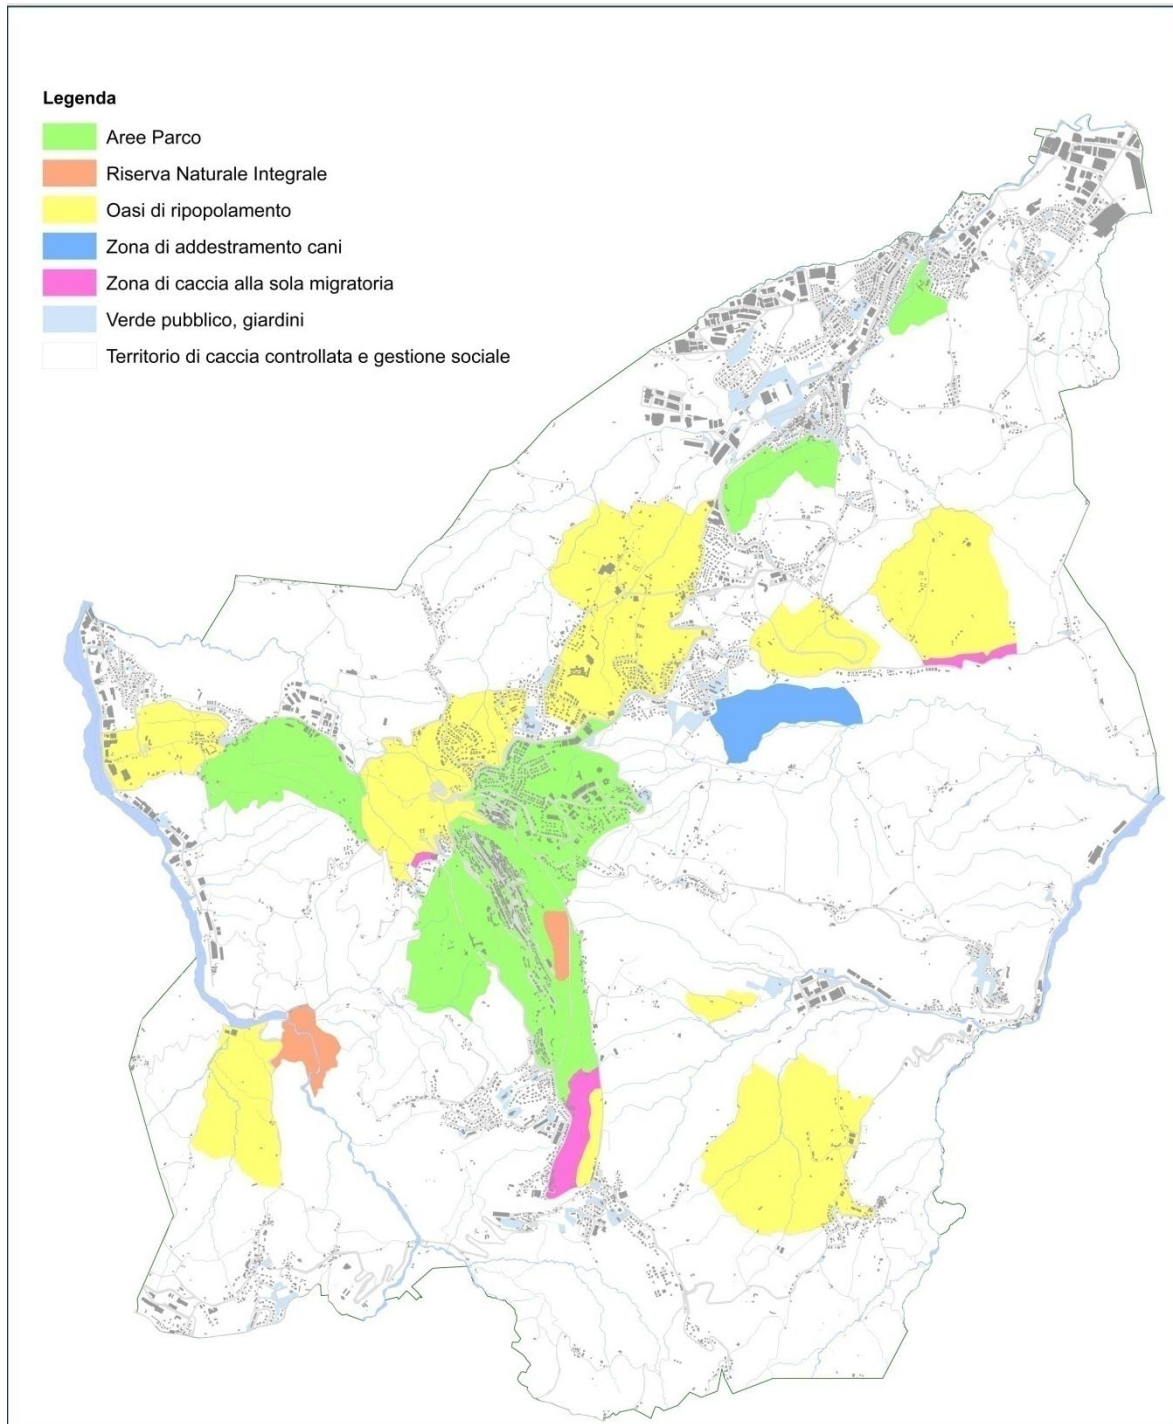 Legenda
Aree Parco
Riserva Naturale Integrale
Oasi di ripopolamento
Zona di addestramento cani
Zona di caccia alla sola migratoria
Verde pubblico, giardini
Territorio di caccia controllata e gestione sociale